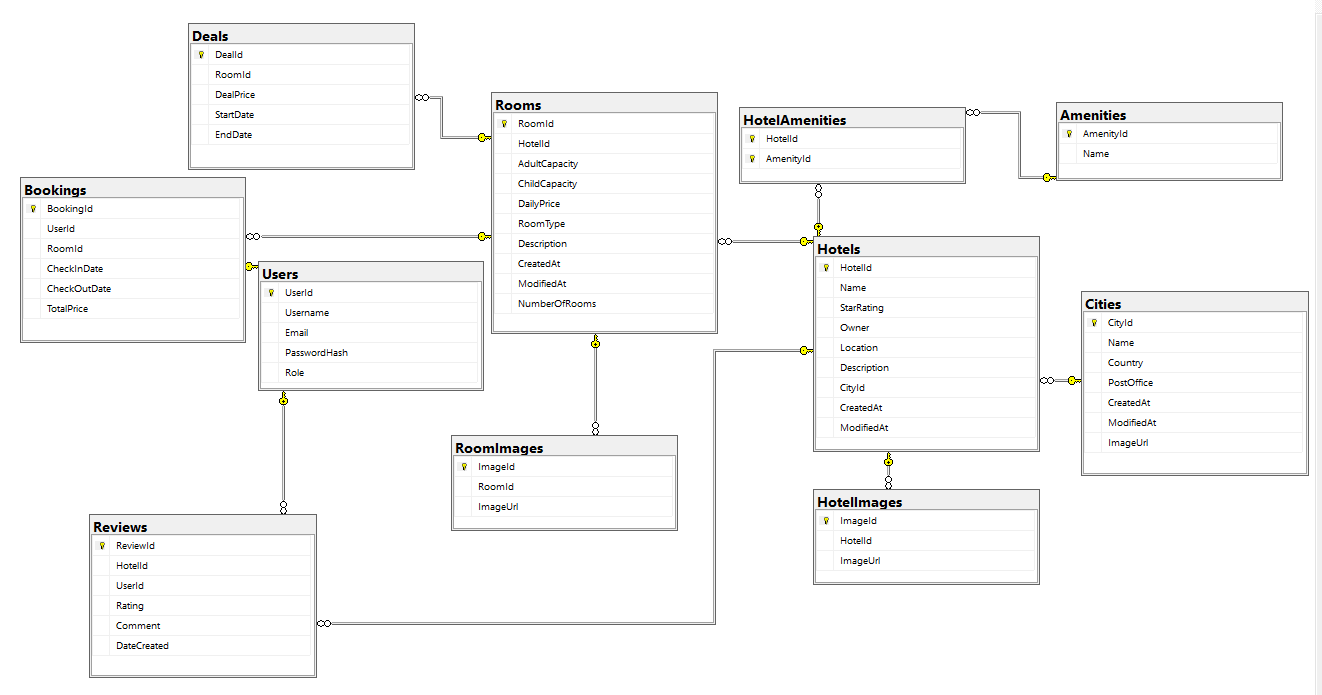 Deals
DealId
RoomId
DealPrice
StartDate
EndDate
Bookings
BookingId
UserId
RoomId
CheckInDate
CheckOutDate
TotalPrice
Users
UserId
Username
Email
PasswordHash
Role
Rooms
RoomId
HotelId
AdultCapacity
ChildCapacity
DailyPrice
RoomType
Description
CreatedAt
ModifiedAt
NumberOfRooms
HotelAmenities
HotelId
AmenityId
Amenities
AmenityId
Name
Hotels
HotelId
Name
StarRating
Owner
Location
Description
CityId
CreatedAt
ModifiedAt
Cities
CityId
Name
Country
PostOffice
CreatedAt
ModifiedAt
ImageUrl
RoomImages
ImageId
RoomId
ImageUrl
HotelImages
ImageId
HotelId
ImageUrl
Reviews
ReviewId
HotelId
UserId
Rating
Comment
DateCreated